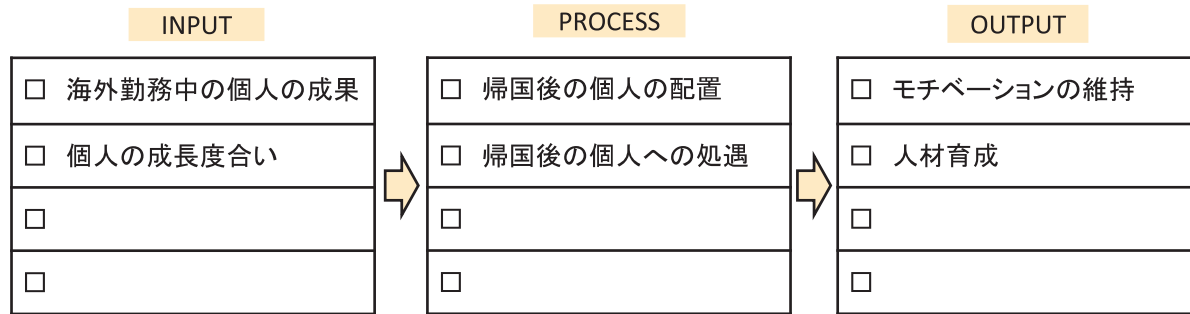 INPUT
□ 海外勤務中の個人の成果
□ 個人の成長度合い
□
□
PROCESS
□ 帰国後の個人の配置
□ 帰国後の個人への処遇
□
□
OUTPUT
□ モチベーションの維持
□ 人材育成
□
□